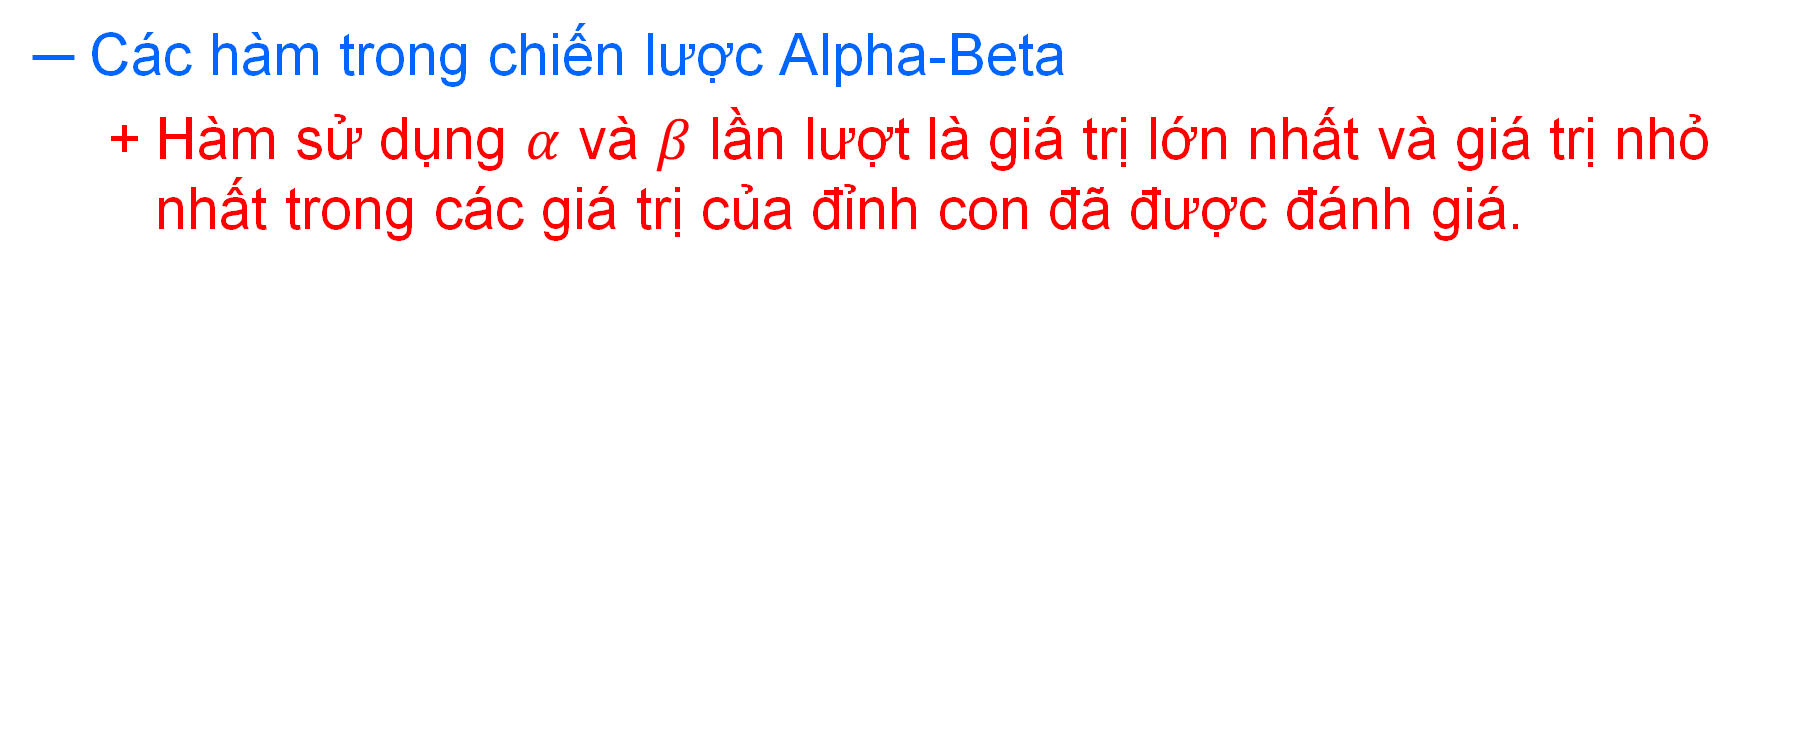 ― Các hàm trong chiến lược Alpha-Beta
+ Hàm sử dụng 𝛼 và 𝛽 lần lượt là giá trị lớn nhất và giá trị nhỏ
nhất trong các giá trị của đỉnh con đã được đánh giá.